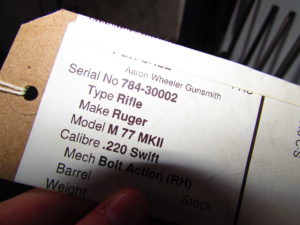 Aaron Wheeler Gunsmith
Serial No 784-30002
Type Rifle
Make Ruger
Model M 77 MKII
Calibre .220 Swift
Mech Bolt Action (RH)
Barrel
Stock
Weight